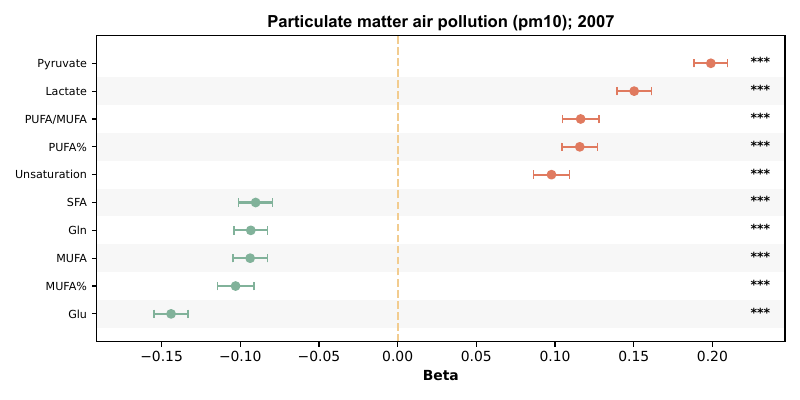 Particulate matter air pollution (pm10); 2007
Pyruvate ***
Lactate ***
PUFA/MUFA ***
PUFA% ***
Unsaturation ***
SFA ***
Gln ***
MUFA ***
MUFA% ***
Glu ***
−0.15 −0.10 −0.05 0.00 0.05 0.10 0.15 0.20
Beta